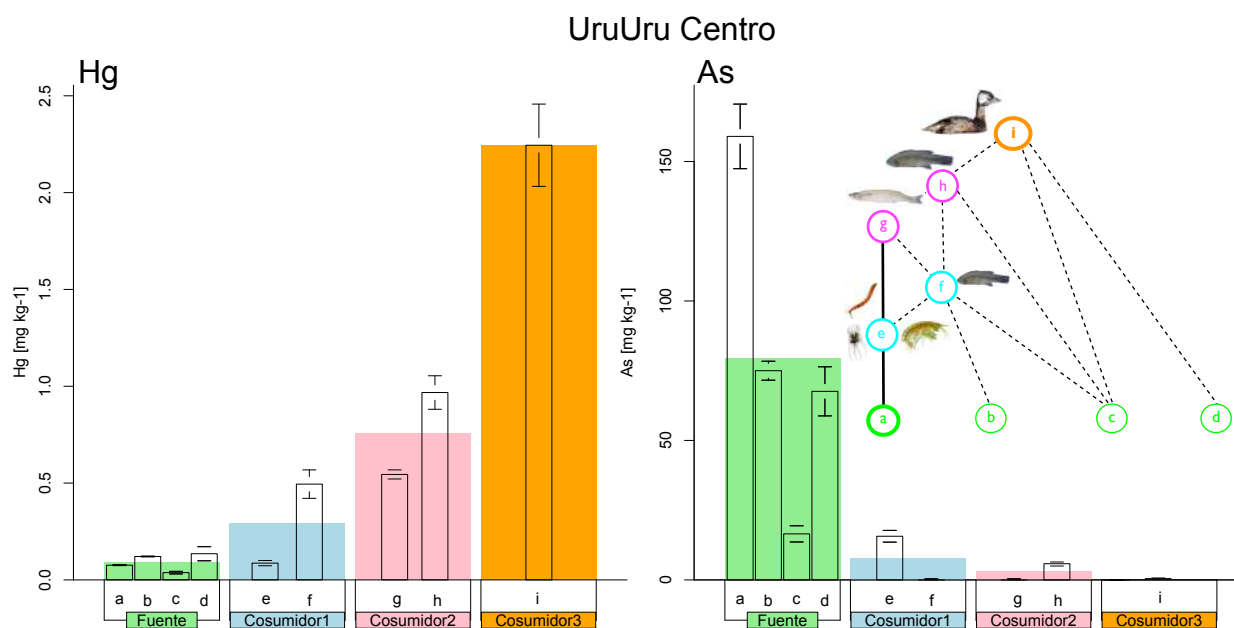 UruUru Centro
Hg
Hg [mg kg-1]
2.5
2.0
1.5
1.0
0.5
0.0
a b c d e f g h i
Fuente Cosumidor1 Cosumidor2 Cosumidor3
As
As [mg kg-1]
150
100
50
0
i
h
g
f
e
a b c d
a b c d e f g h i
Fuente Cosumidor1 Cosumidor2 Cosumidor3